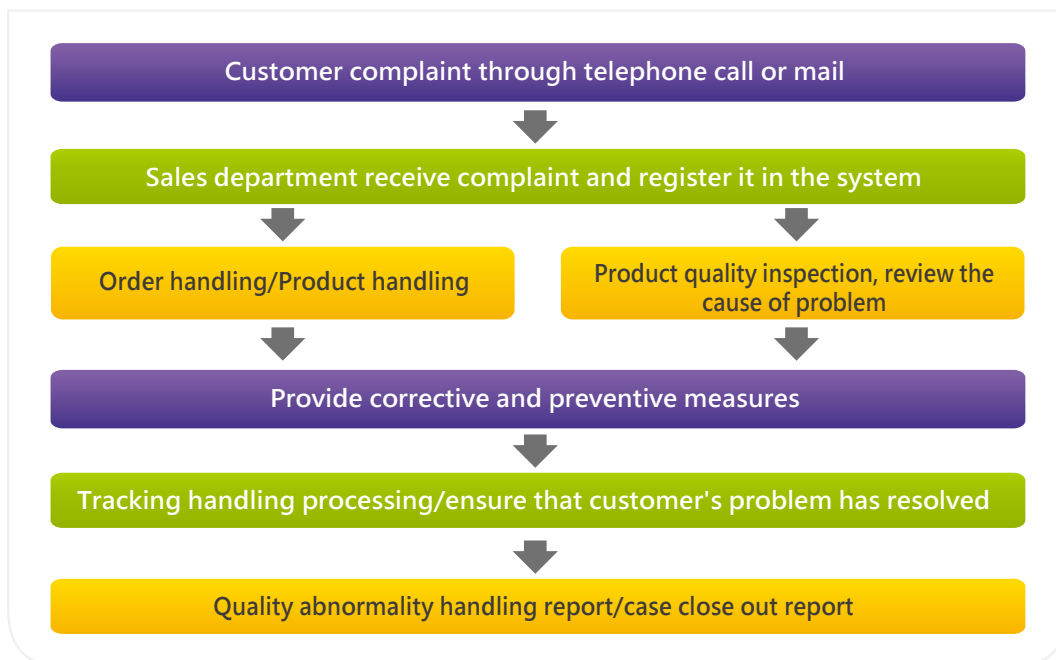 Customer complaint through telephone call or mail
Sales department receive complaint and register it in the system
Order handling/Product handling
Product quality inspection, review the
cause of problem
Provide corrective and preventive measures
Tracking handling processing/ensure that customer's problem has resolved
Quality abnormality handling report/case close out report